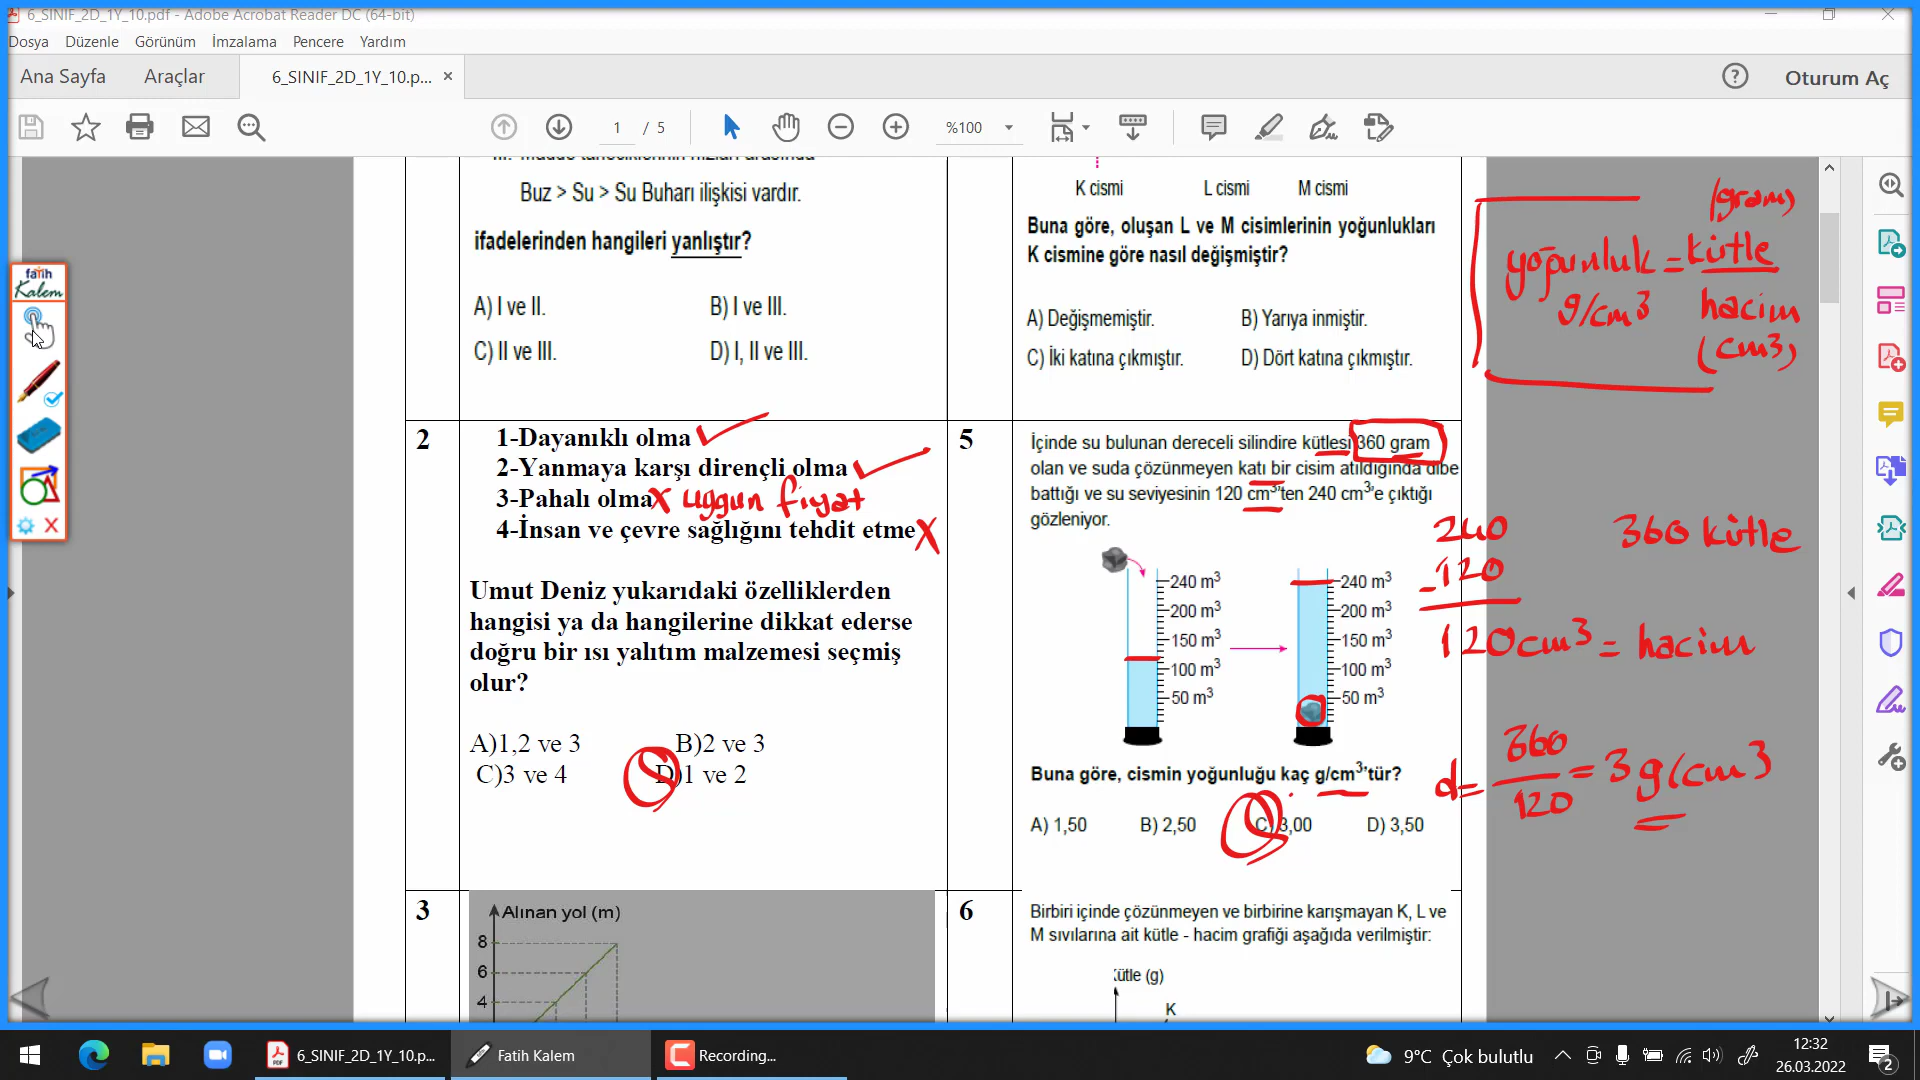 6_SINIF_2D_1Y_10.pdf - Adobe Acrobat Reader DC (64-bit)
Dosya Düzenle Görünüm İmzalama Pencere Yardım
Ana Sayfa Araçlar 6_SINIF_2D_1Y_10.p... × Oturum Aç
1 / 5 %100
fatih
Kalem
III. Madde taneciklerinin hızları arasında
Buz > Su > Su Buharı ilişkisi vardır.
ifadelerinden hangileri yanlıştır?
A) I ve II. B) I ve III.
C) II ve III. D) I, II ve III.
2
1-Dayanıklı olma
2-Yanmaya karşı dirençli olma
3-Pahalı olma x uygun fiyat
4-İnsan ve çevre sağlığını tehdit etme X
Umut Deniz yukarıdaki özelliklerden
hangisi ya da hangilerine dikkat ederse
doğru bir ısı yalıtım malzemesi seçmiş
olur?
A)1,2 ve 3 B)2 ve 3
C)3 ve 4 D)1 ve 2
3
Alınan yol (m)
8
6
4
K cismi L cismi M cismi
Buna göre, oluşan L ve M cisimlerinin yoğunlukları
K cismine göre nasıl değişmiştir?
A) Değişmemiştir. B) Yarıya inmiştir.
C) İki katına çıkmıştır. D) Dört katına çıkmıştır.
5
İçinde su bulunan dereceli silindire kütlesi 360 gram
olan ve suda çözünmeyen katı bir cisim atıldığında dibe
battığı ve su seviyesinin 120 cm³'ten 240 cm³'e çıktığı
gözleniyor.
240 m³ 240 m³
200 m³ 200 m³
150 m³ 150 m³
100 m³ 100 m³
50 m³ 50 m³
Buna göre, cismin yoğunluğu kaç g/cm³'tür?
A) 1,50 B) 2,50 C) 3,00 D) 3,50
6
Birbiri içinde çözünmeyen ve birbirine karışmayan K, L ve
M sıvılarına ait kütle - hacim grafiği aşağıda verilmiştir:
Kütle (g)
K
(gram)
yoğunluk = kütle
g/cm³ hacim
(cm³)
240
-120
120cm³ = hacim
360 kütle
d= 360 = 3 g/cm³
120
6_SINIF_2D_1Y_10.p... Fatih Kalem Recording...
9°C Çok bulutlu
12:32
26.03.2022
2